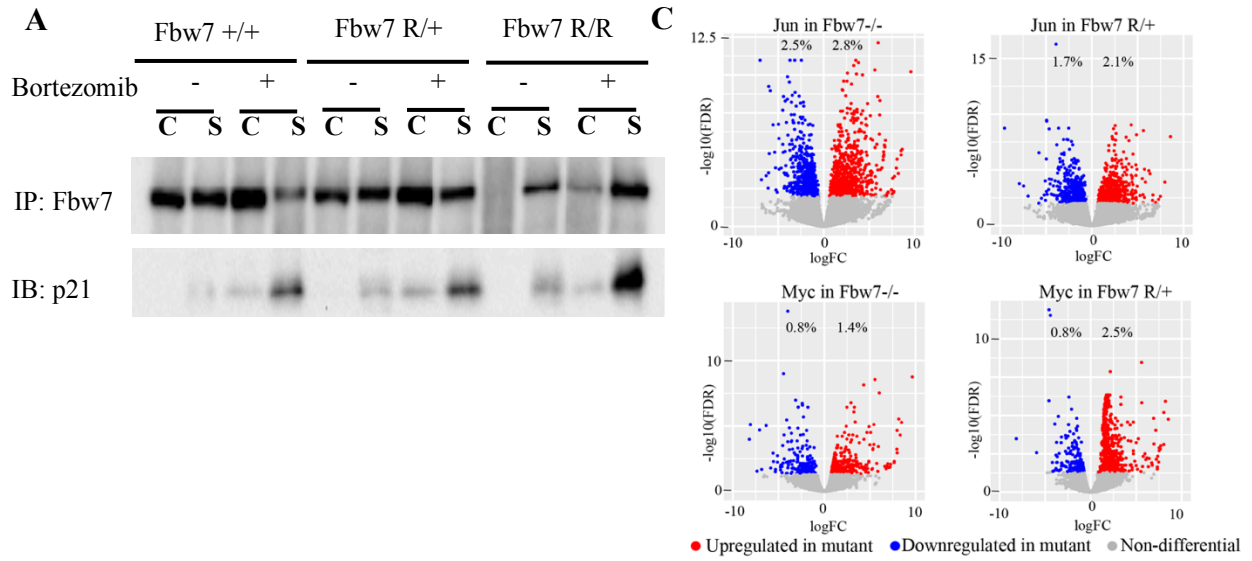 A
Fbw7 +/+ Fbw7 R/+ Fbw7 R/R
Bortezomib - + - + - +
C S C S C S C S C S C S
IP: Fbw7
IB: p21
C
Jun in Fbw7-/-
12.5
2.5% 2.8%
-log10(FDR)
0
-10 0 10
logFC
Jun in Fbw7 R/+
15
1.7% 2.1%
-log10(FDR)
0
-10 0 10
logFC
Myc in Fbw7-/-
0.8% 1.4%
10
-log10(FDR)
0
-10 0 10
logFC
Myc in Fbw7 R/+
10
0.8% 2.5%
-log10(FDR)
0
-10 0 10
logFC
Upregulated in mutant Downregulated in mutant Non-differential